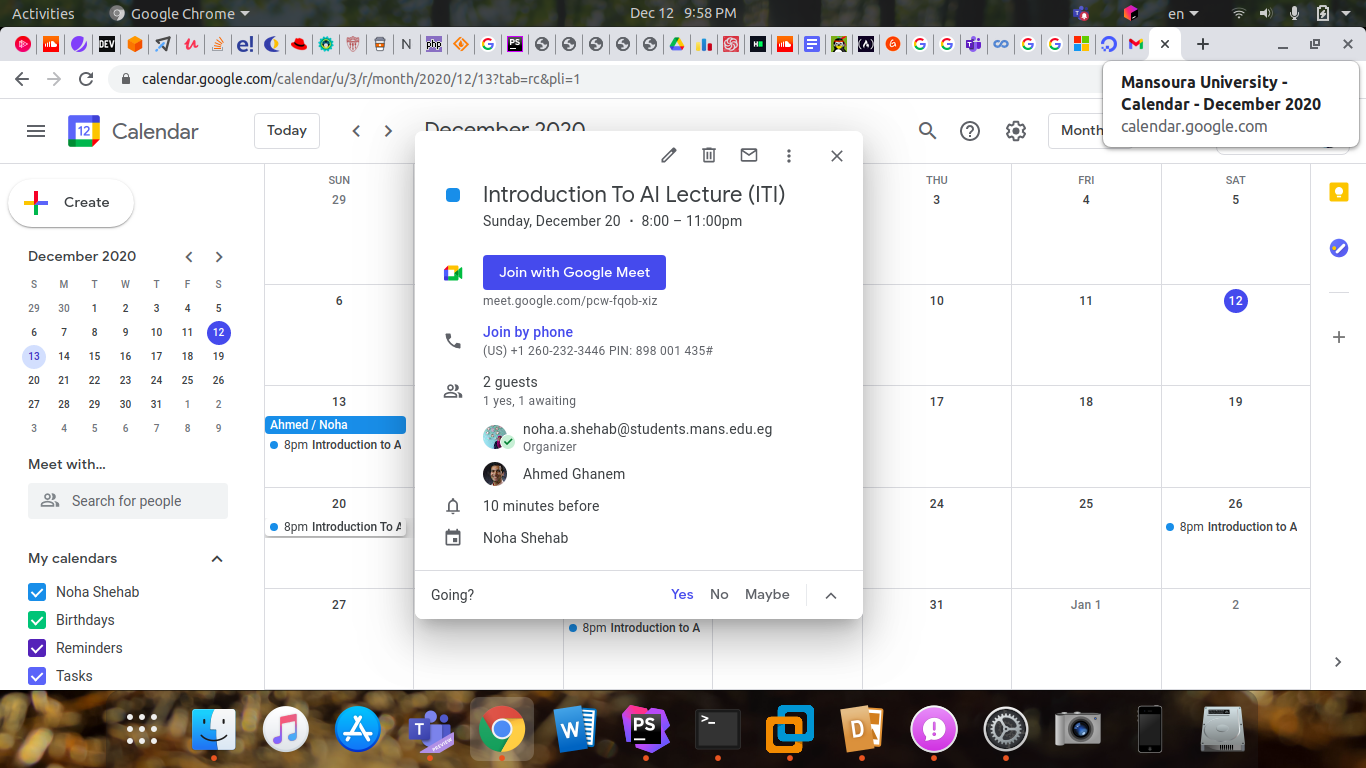 Activities
Google Chrome
Dec 12 9:58 PM
en
calendar.google.com/calendar/u/3/r/month/2020/12/13?tab=rc&pli=1
Mansoura University -
Calendar - December 2020
calendar.google.com
12
Calendar
Today
December 2020
Month
Create
December 2020
S M T W T F S
29 30 1 2 3 4 5
6 7 8 9 10 11 12
13 14 15 16 17 18 19
20 21 22 23 24 25 26
27 28 29 30 31 1 2
3 4 5 6 7 8 9
Meet with...
Search for people
My calendars
Noha Shehab
Birthdays
Reminders
Tasks
SUN THU FRI SAT
29 3 4 5
6 10 11 12
13 17 18 19
Ahmed / Noha
8pm Introduction to A
20 24 25 26
8pm Introduction To A
8pm Introduction to A
27 31 Jan 1 2
8pm Introduction to A
Introduction To AI Lecture (ITI)
Sunday, December 20 · 8:00 – 11:00pm
Join with Google Meet
meet.google.com/pcw-fqob-xiz
Join by phone
(US) +1 260-232-3446 PIN: 898 001 435#
2 guests
1 yes, 1 awaiting
noha.a.shehab@students.mans.edu.eg
Organizer
Ahmed Ghanem
10 minutes before
Noha Shehab
Going?
Yes No Maybe